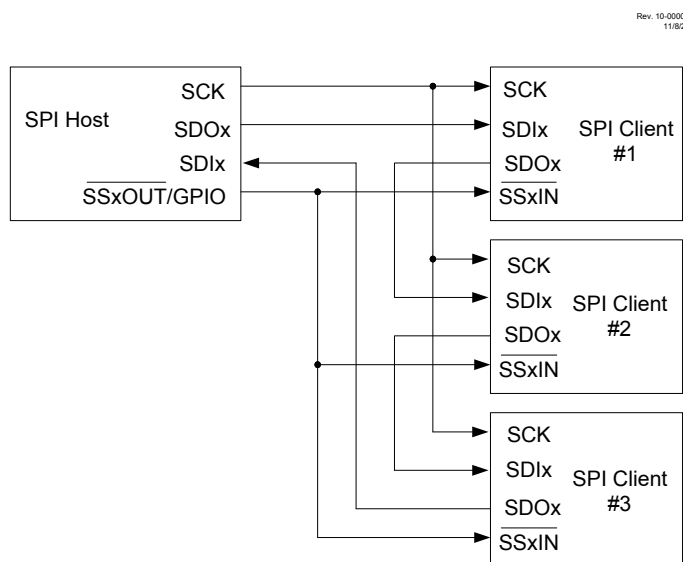 Rev. 10-0000
11/8/2
SCK
SPI Host
SDOx
SDIx
SSxOUT/GPIO
SCK
SDIx
SPI Client
#1
SDOx
SSxIN
SCK
SDIx
SPI Client
#2
SDOx
SSxIN
SCK
SDIx
SPI Client
#3
SDOx
SSxIN